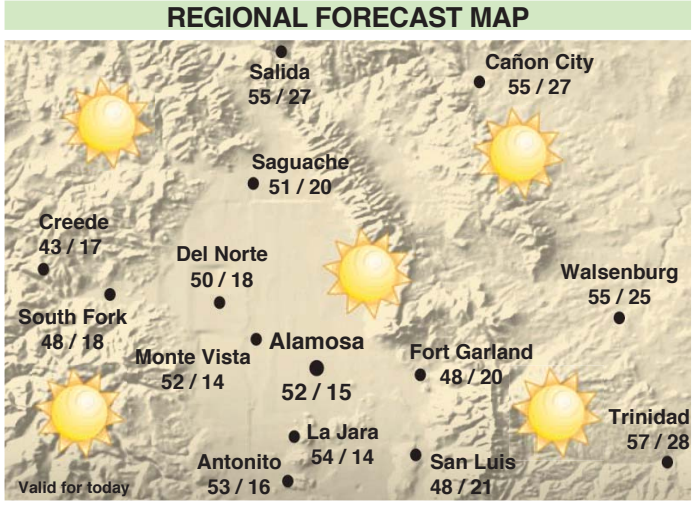 REGIONAL FORECAST MAP
Salida
55 / 27
Cañon City
55 / 27
Saguache
51 / 20
Creede
43 / 17
Del Norte
50 / 18
Walsenburg
55 / 25
South Fork
48 / 18
Monte Vista
52 / 14
Alamosa
52 / 15
Fort Garland
48 / 20
Trinidad
57 / 28
La Jara
54 / 14
Antonito
53 / 16
San Luis
48 / 21
Valid for today